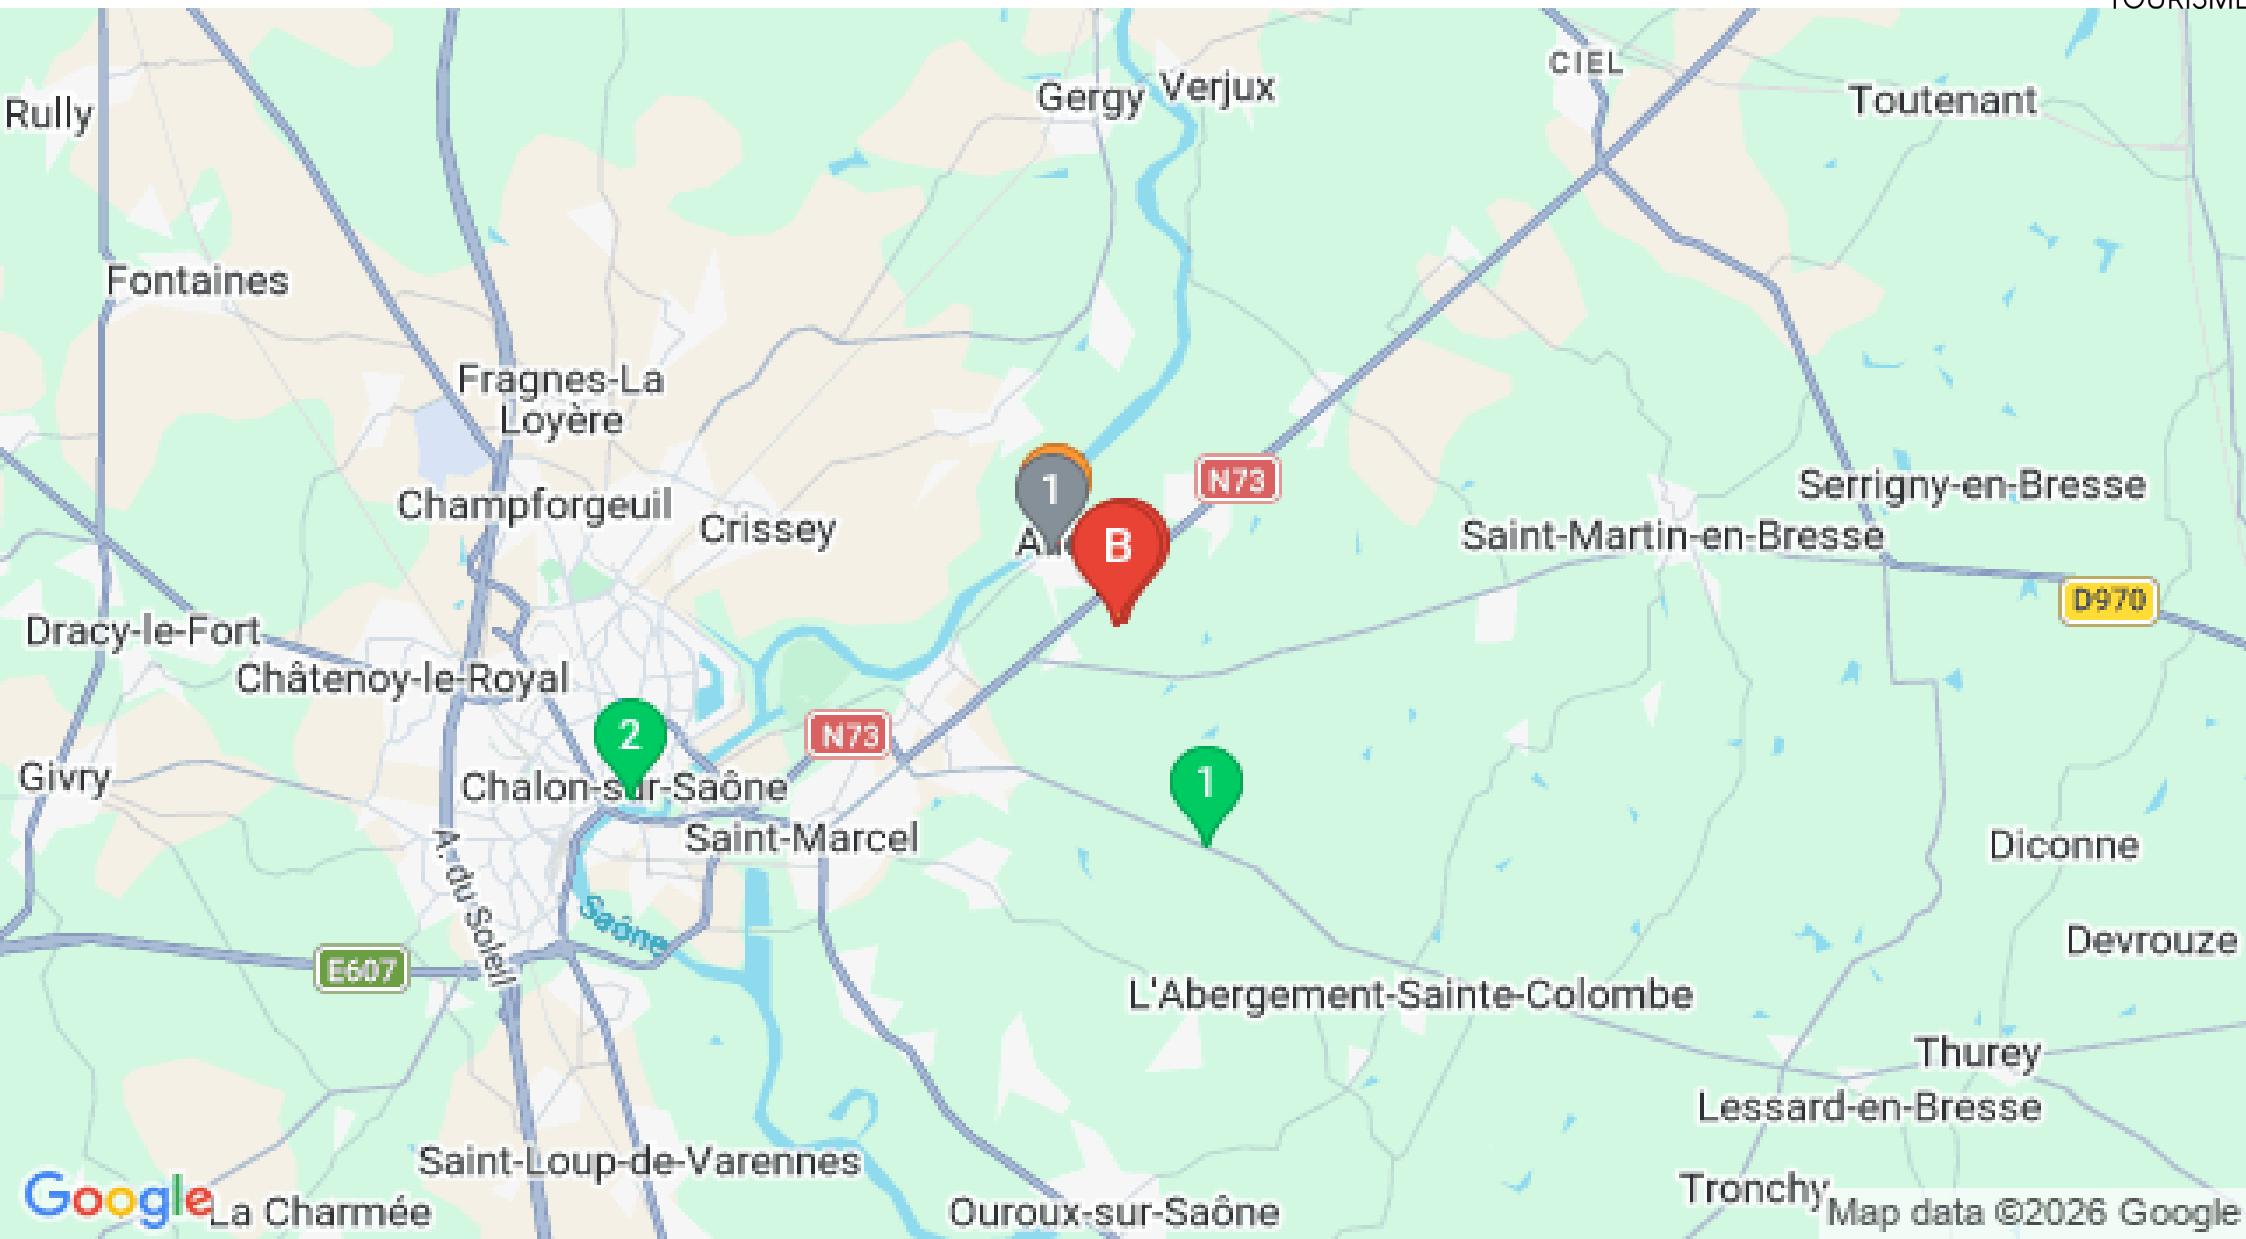 TOURISME
CIEL
Rully
Gergy
Verjux
Toutenant
Fontaines
Fragnes-La
Loyère
N73
1
Champforgeuil
Crissey
B
Saint-Martin-en-Bresse
Serrigny-en-Bresse
D970
Dracy-le-Fort
Châtenoy-le-Royal
2
N73
1
Givry
Chalon-sur-Saône
Saint-Marcel
A. du Soleil
Saône
Diconne
Devrouze
E607
L'Abergement-Sainte-Colombe
Thurey
Lessard-en-Bresse
Saint-Loup-de-Varennes
Tronchy
Google
La Charmée
Ouroux-sur-Saône
Map data ©2026 Google